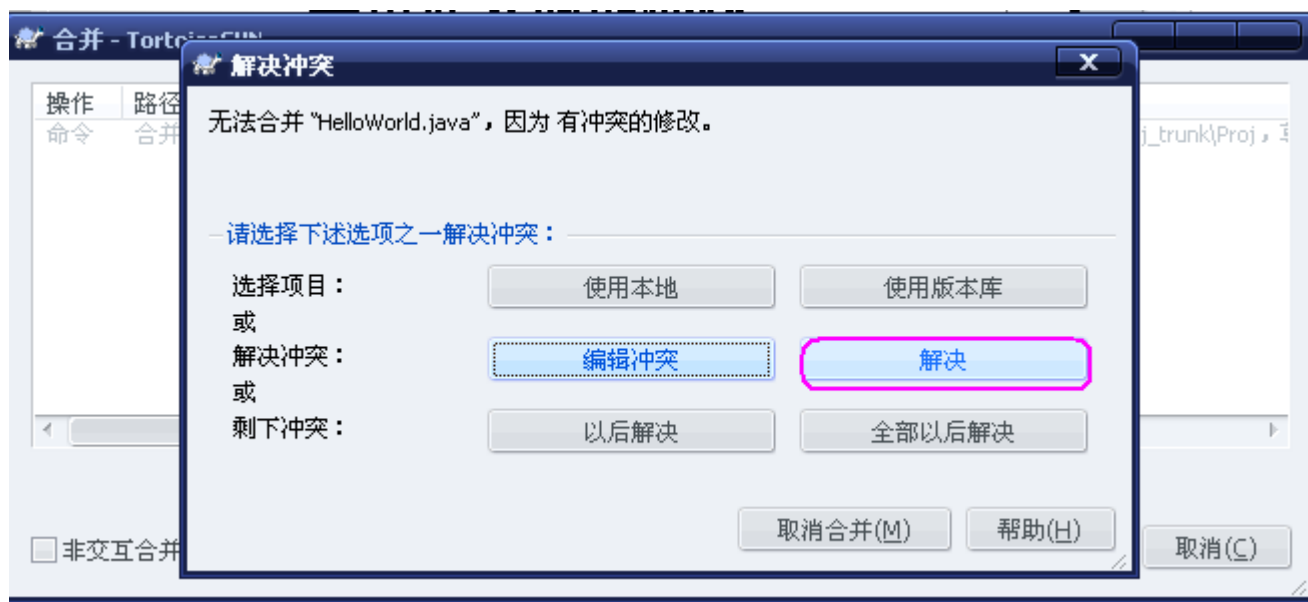 合并 - Tortoise
解决冲突
操作 路径
命令 合并
j_trunk\Proj,
无法合并 "HelloWorld.java",因为 有冲突的修改。
请选择下述选项之一解决冲突:
选择项目: 使用本地 使用版本库
或
解决冲突: 编辑冲突 解决
或
剩下冲突: 以后解决 全部以后解决
取消合并(M) 帮助(H)
非交互合并 取消(C)